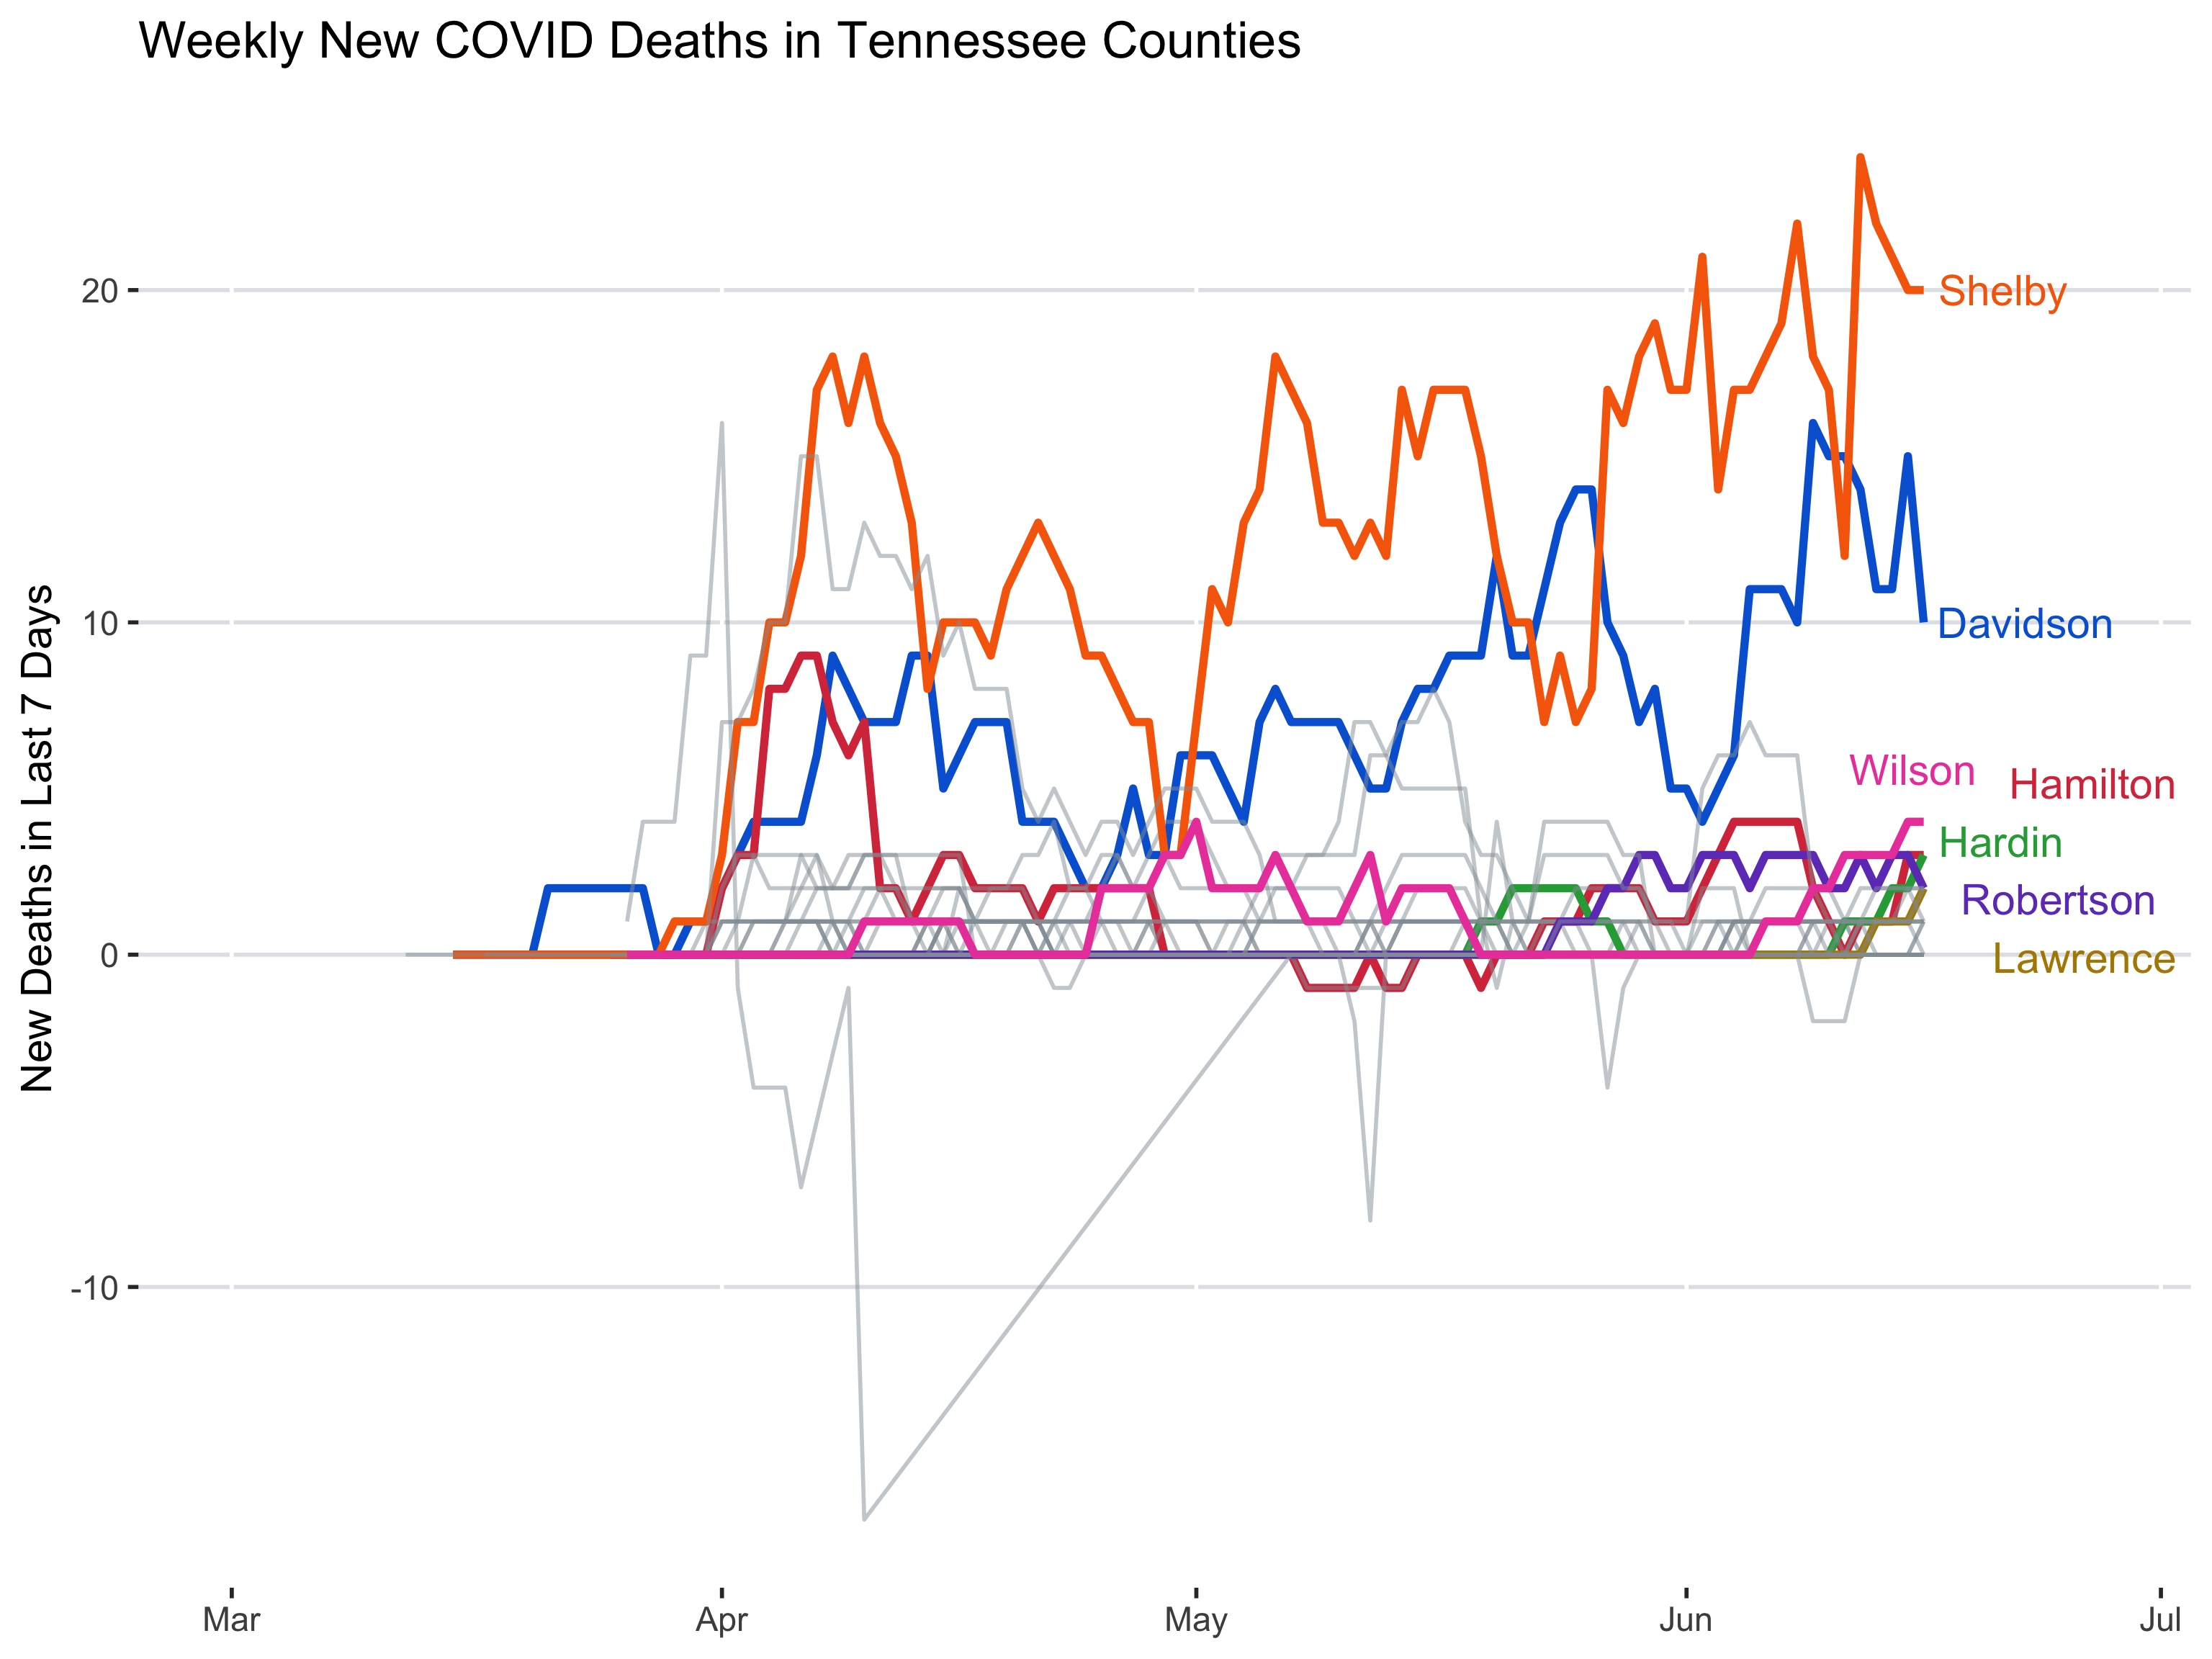 Weekly New COVID Deaths in Tennessee Counties
New Deaths in Last 7 Days
20
10
0
-10
Shelby
Davidson
Wilson
Hamilton
Hardin
Robertson
Lawrence
Mar
Apr
May
Jun
Jul